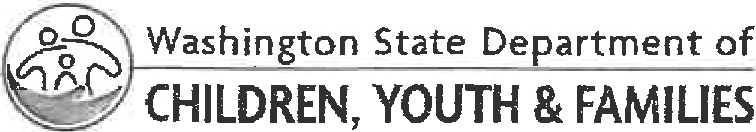 Washington State Department of
CHILDREN, YOUTH & FAMILIES